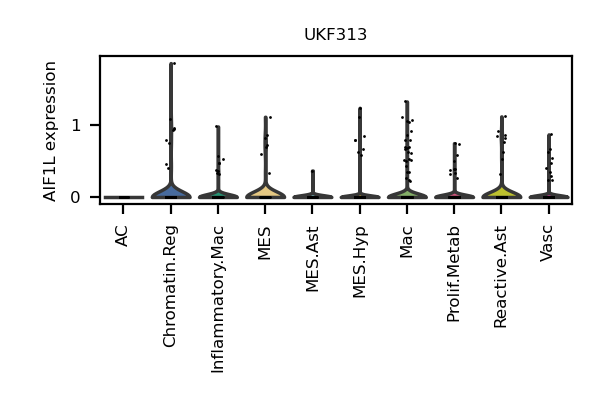 UKF313
AIF1L expression
1
0
AC
Chromatin.Reg
Inflammatory.Mac
MES
MES.Ast
MES.Hyp
Mac
Prolif.Metab
Reactive.Ast
Vasc